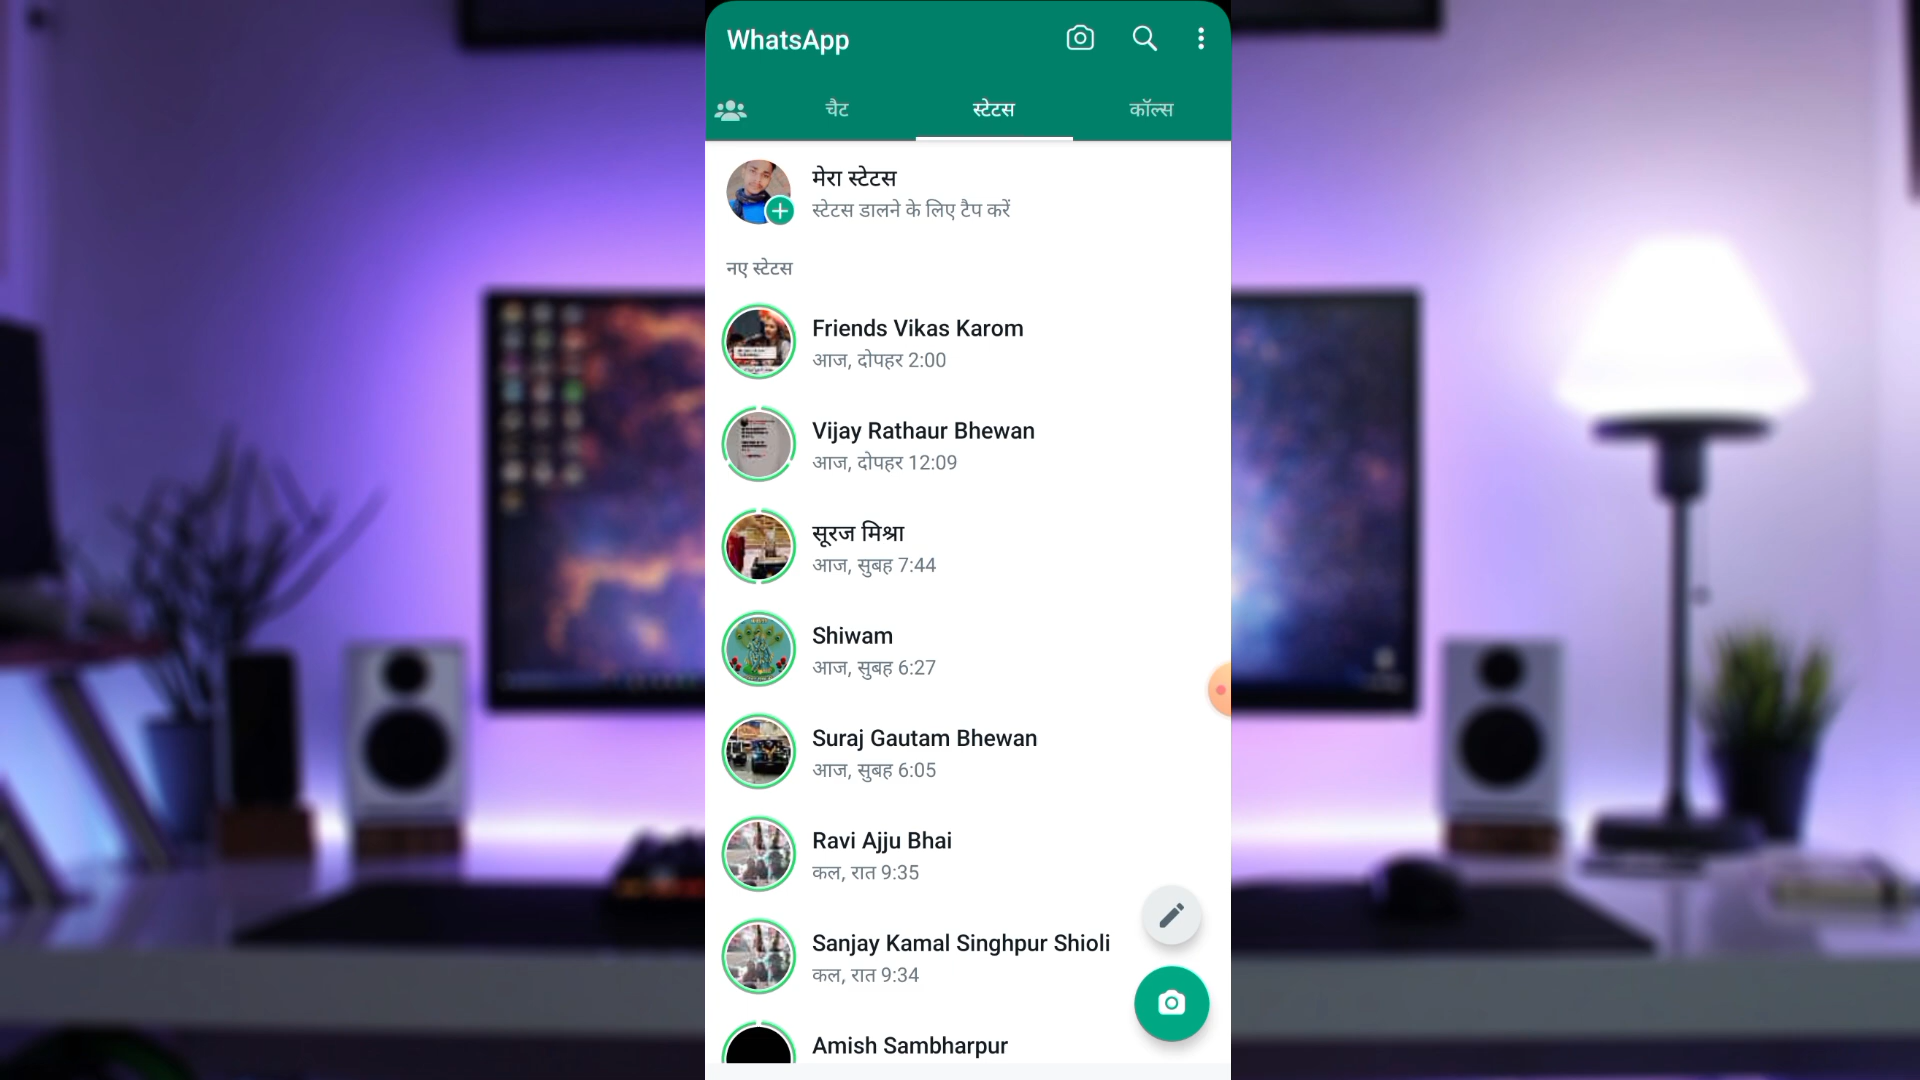 WhatsApp
चैट
स्टेटस
कॉल्स
मेरा स्टेटस
स्टेटस डालने के लिए टैप करें
नए स्टेटस
Friends Vikas Karom
आज, दोपहर 2:00
Vijay Rathaur Bhewan
आज, दोपहर 12:09
सूरज मिश्रा
आज, सुबह 7:44
Shiwam
आज, सुबह 6:27
Suraj Gautam Bhewan
आज, सुबह 6:05
Ravi Ajju Bhai
कल, रात 9:35
Sanjay Kamal Singhpur Shioli
कल, रात 9:34
Amish Sambharpur